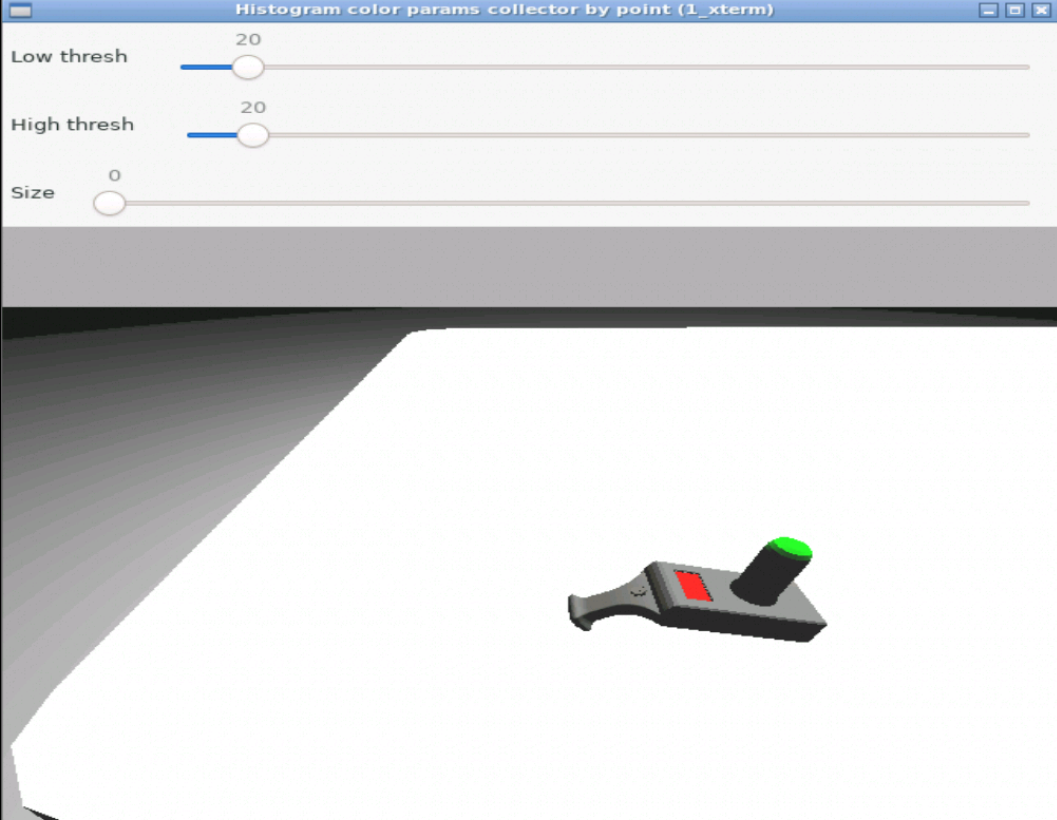 Histogram color params collector by point (1_xterm)
20
Low thresh
20
High thresh
0
Size